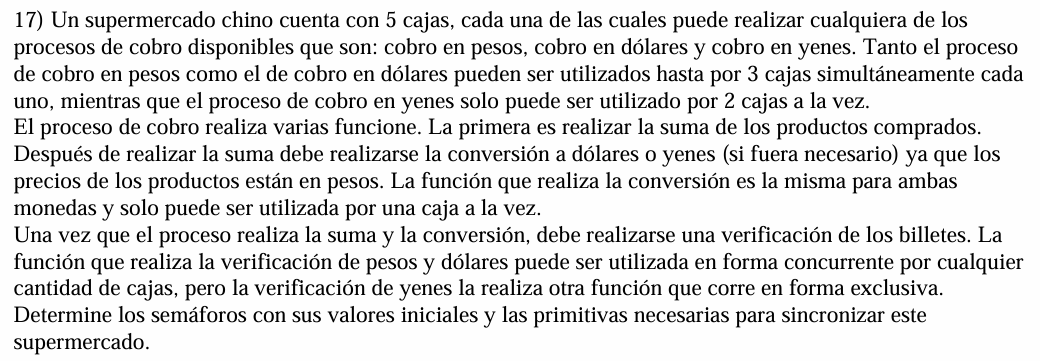 17) Un supermercado chino cuenta con 5 cajas, cada una de las cuales puede realizar cualquiera de los
procesos de cobro disponibles que son: cobro en pesos, cobro en dólares y cobro en yenes. Tanto el proceso
de cobro en pesos como el de cobro en dólares pueden ser utilizados hasta por 3 cajas simultáneamente cada
uno, mientras que el proceso de cobro en yenes solo puede ser utilizado por 2 cajas a la vez.
El proceso de cobro realiza varias funcione. La primera es realizar la suma de los productos comprados.
Después de realizar la suma debe realizarse la conversión a dólares o yenes (si fuera necesario) ya que los
precios de los productos están en pesos. La función que realiza la conversión es la misma para ambas
monedas y solo puede ser utilizada por una caja a la vez.
Una vez que el proceso realiza la suma y la conversión, debe realizarse una verificación de los billetes. La
función que realiza la verificación de pesos y dólares puede ser utilizada en forma concurrente por cualquier
cantidad de cajas, pero la verificación de yenes la realiza otra función que corre en forma exclusiva.
Determine los semáforos con sus valores iniciales y las primitivas necesarias para sincronizar este
supermercado.